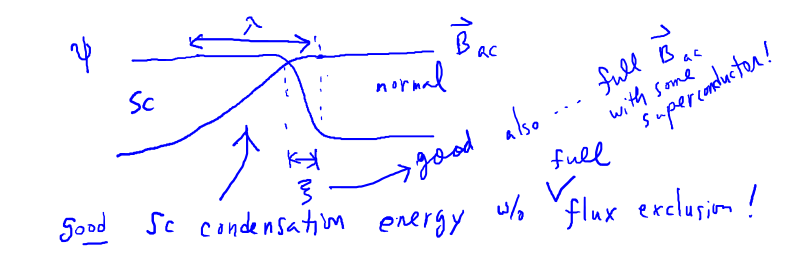 ψ λ B⃗ ac
SC normal
ξ
good also ... full B⃗ ac
with some
superconductor!
good SC condensation energy w/o full flux exclusion!